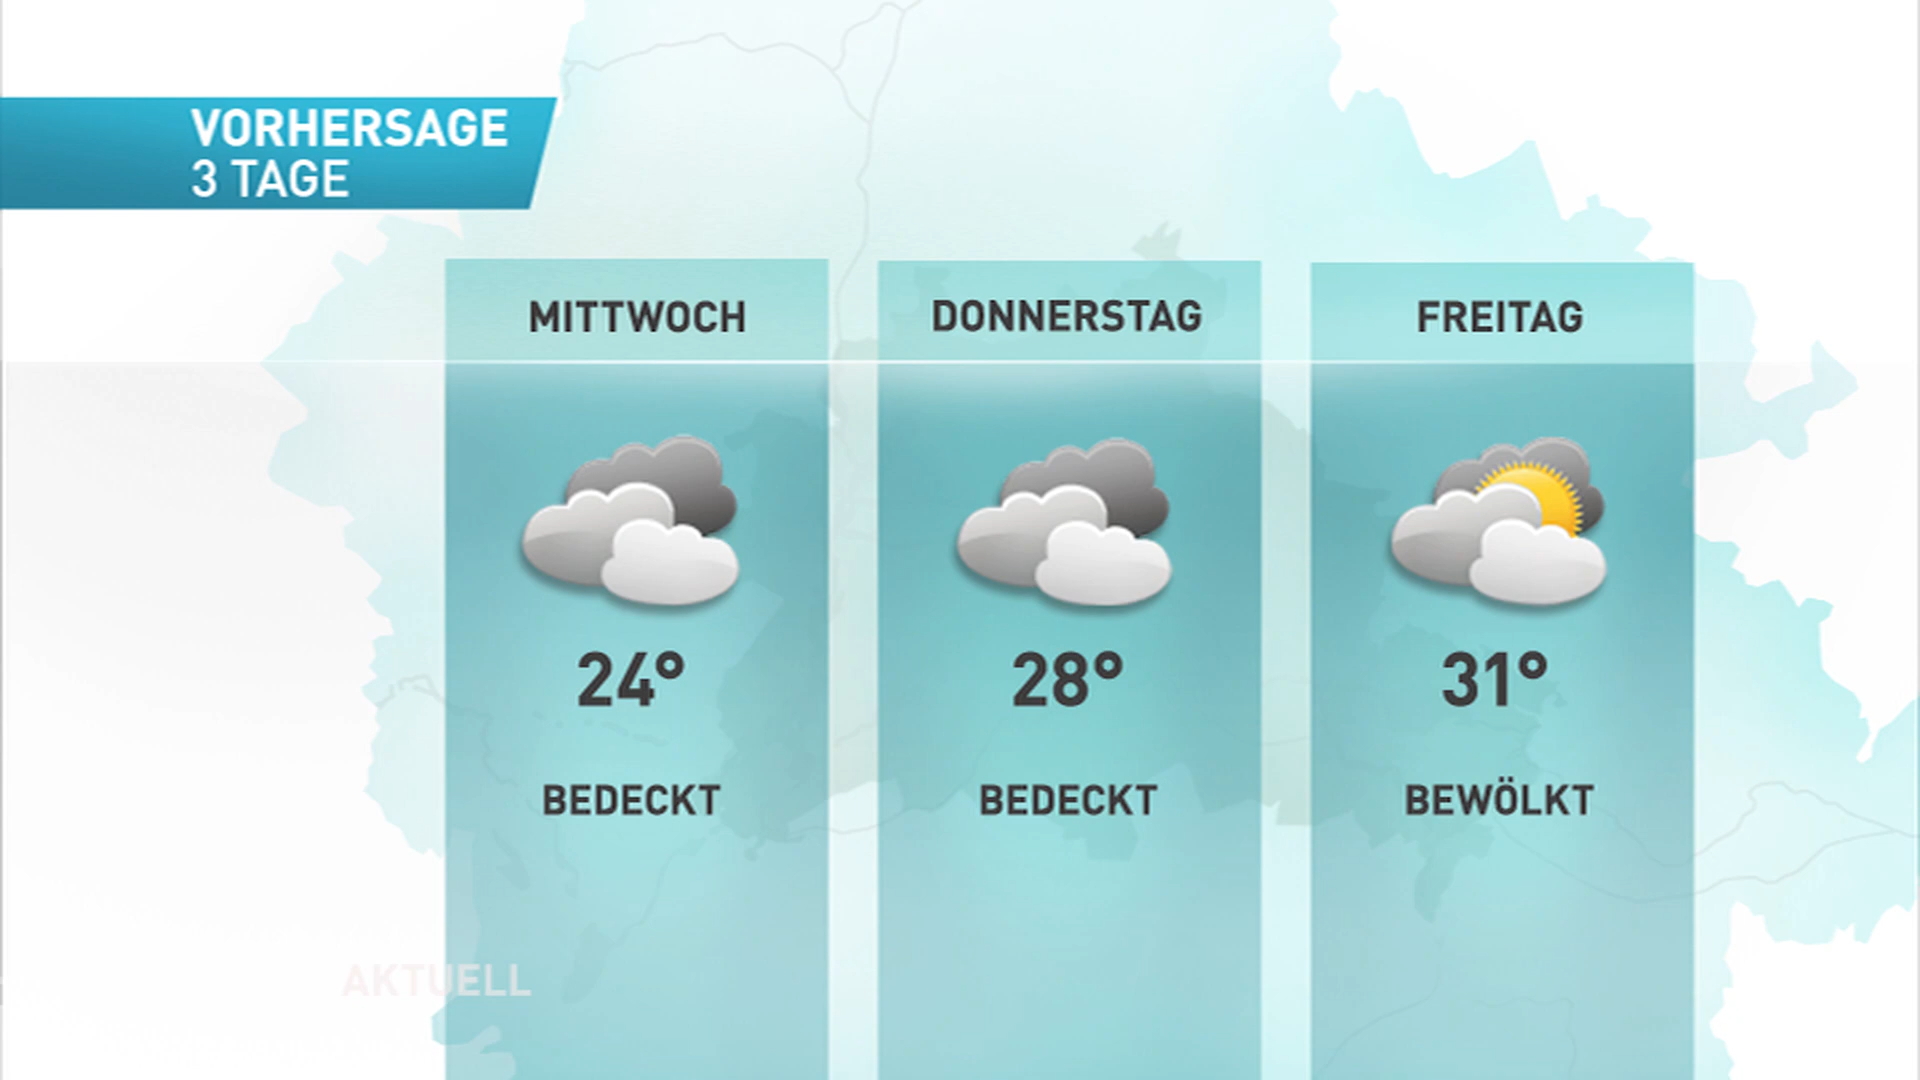 VORHERSAGE
3 TAGE
MITTWOCH
DONNERSTAG
FREITAG
24°
28°
31°
BEDECKT
BEDECKT
BEWÖLKT
AKTUELL